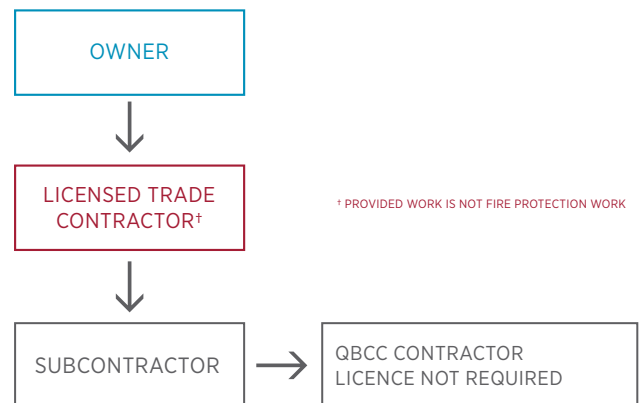 OWNER
LICENSED TRADE
CONTRACTOR†
† PROVIDED WORK IS NOT FIRE PROTECTION WORK
SUBCONTRACTOR
QBCC CONTRACTOR
LICENCE NOT REQUIRED